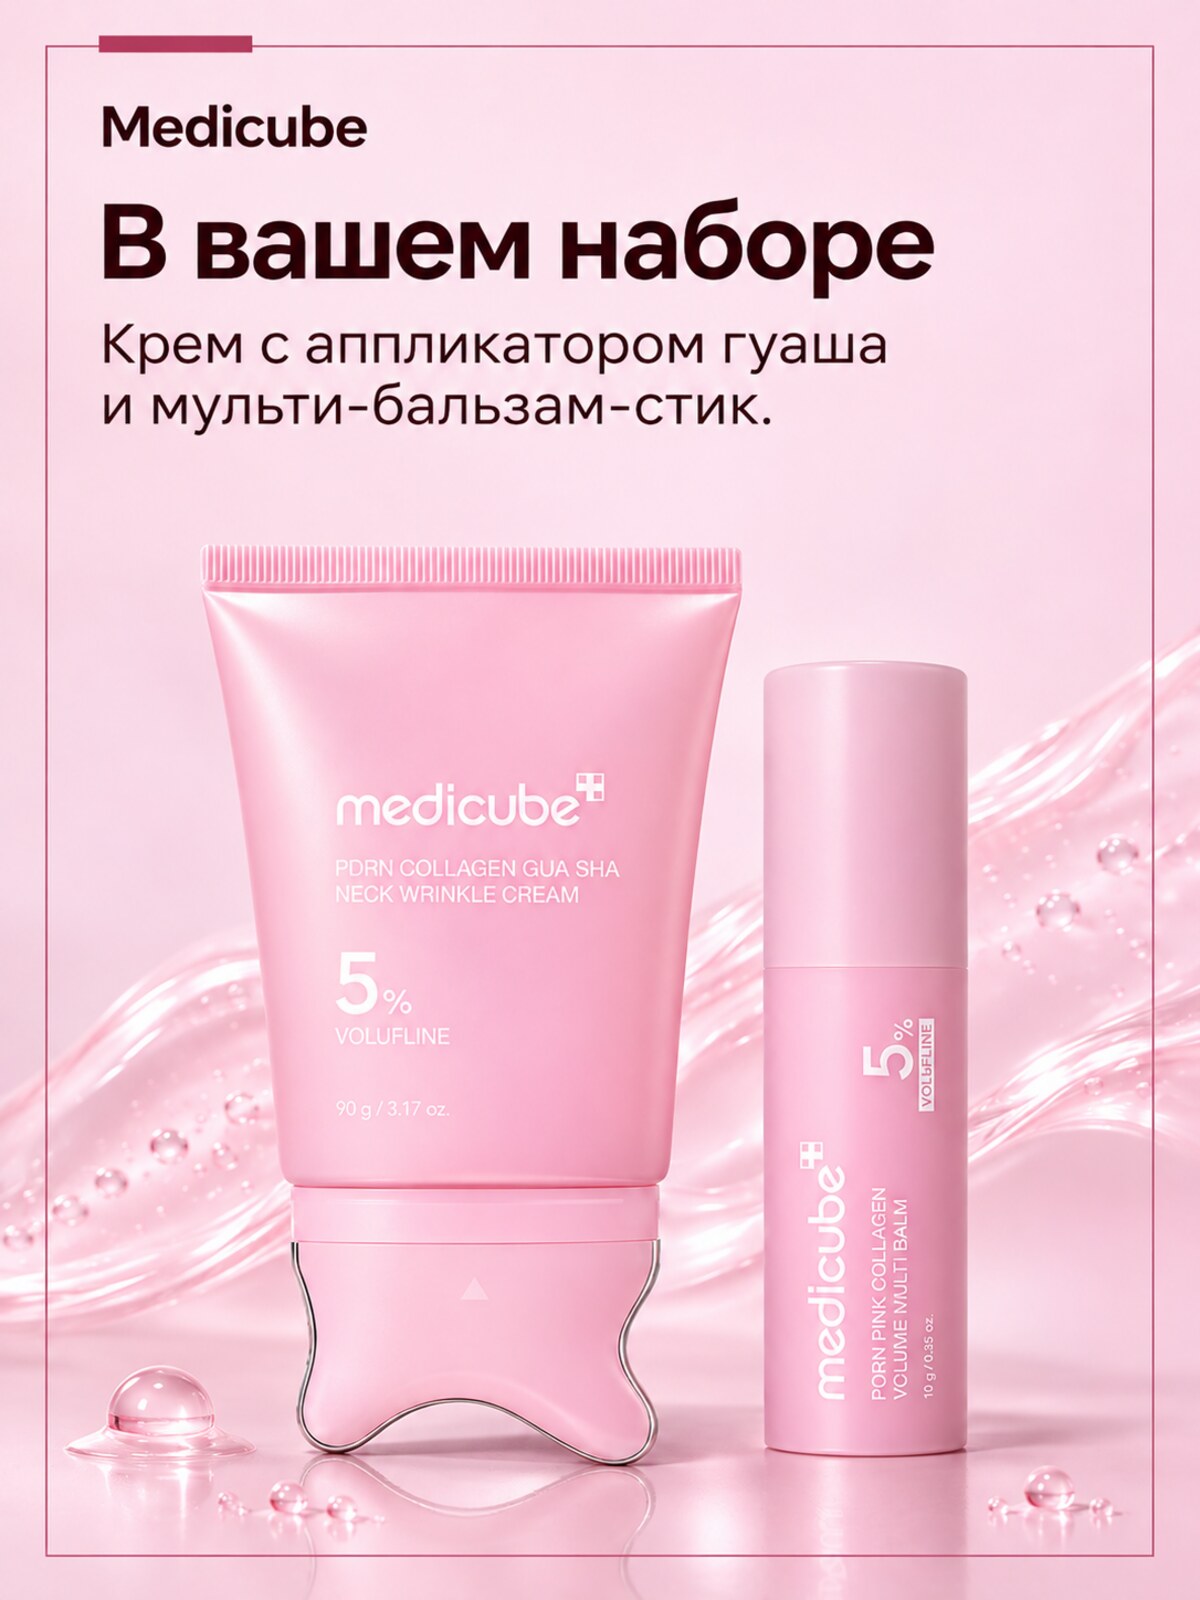 Medicube
В вашем наборе
Крем с аппликатором гуаша
и мульти-бальзам-стик.
medicube
PDRN COLLAGEN GUA SHA
NECK WRINKLE CREAM
5%
VOLUFLINE
90 g / 3.17 oz.
5%
VOLUFLINE
medicube
PORN PINK COLLAGEN
VOLUME MULTI BALM
10 g / 0.35 oz.